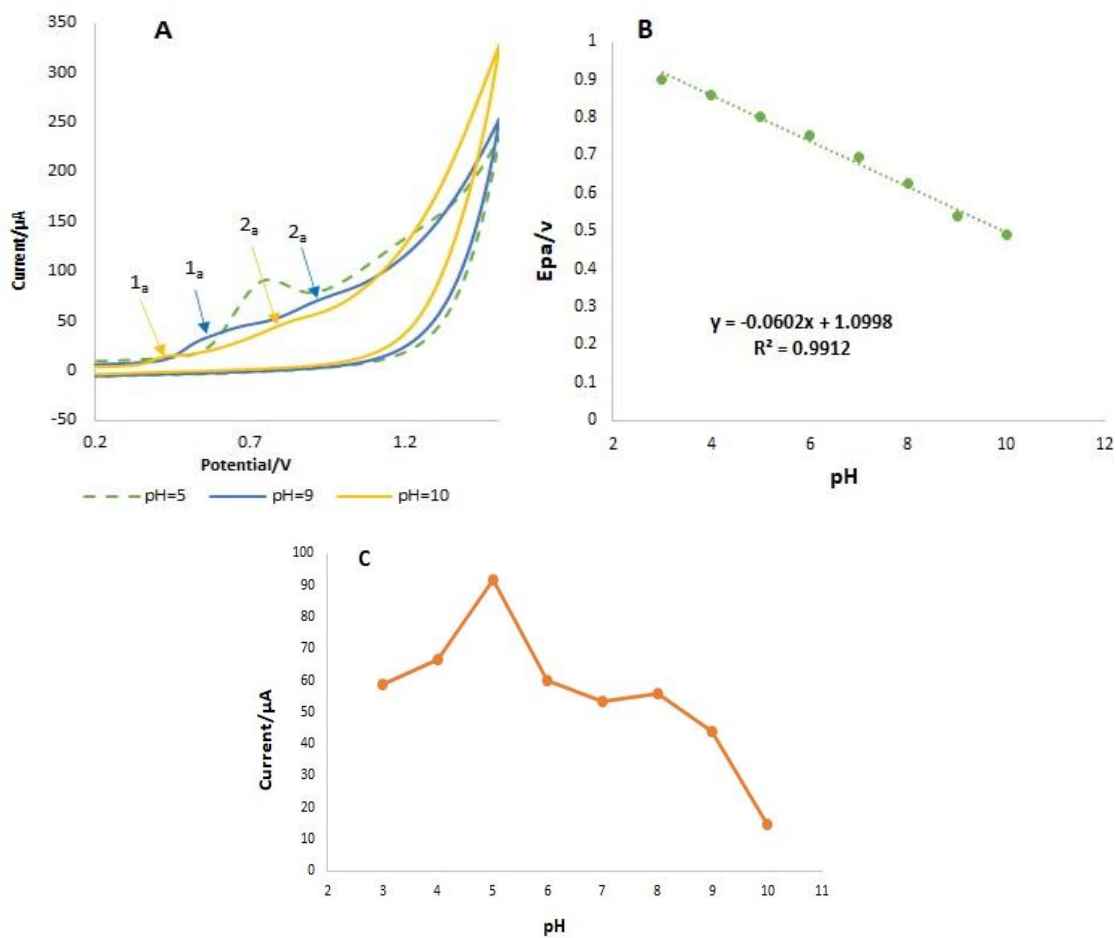 A
350
300
250
200
150
100
50
0
-50
Current/µA
1ₐ
1ₐ
2ₐ
2ₐ
0.2
0.7
1.2
Potential/V
pH=5
pH=9
pH=10
B
1
0.9
0.8
0.7
0.6
0.5
0.4
0.3
0.2
0.1
0
Epa/v
y = -0.0602x + 1.0998
R² = 0.9912
2
4
6
8
10
12
pH
C
100
90
80
70
60
50
40
30
20
10
0
Current/µA
2
3
4
5
6
7
8
9
10
11
pH